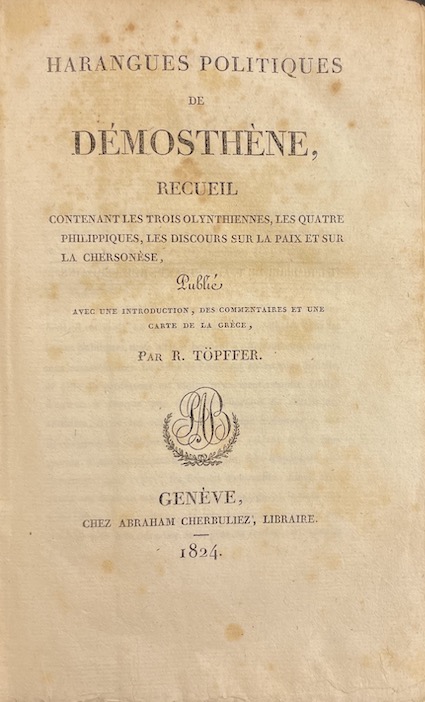 HARANGUES POLITIQUES
DE
DÉMOSTHÈNE,
RECUEIL
CONTENANT LES TROIS OLYNTHIENNES, LES QUATRE
PHILIPPIQUES, LES DISCOURS SUR LA PAIX ET SUR
LA CHERSONÈSE,
Publié
AVEC UNE INTRODUCTION, DES COMMENTAIRES ET UNE
CARTE DE LA GRÈCE,
PAR R. TÖPFFER.
GENÈVE,
CHEZ ABRAHAM CHERBULIEZ, LIBRAIRE.
1824.